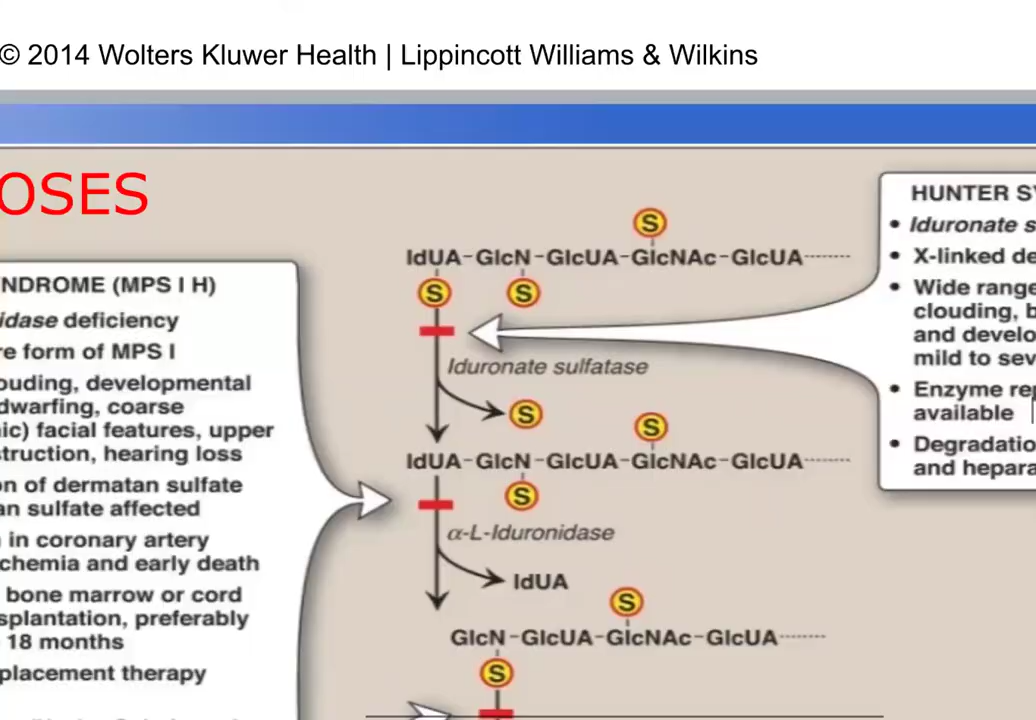 © 2014 Wolters Kluwer Health | Lippincott Williams & Wilkins
OSES
NDROME (MPS I H)
idase deficiency
re form of MPS I
ouding, developmental
dwarfing, coarse
ic) facial features, upper
struction, hearing loss
on of dermatan sulfate
an sulfate affected
in coronary artery
chemia and early death
bone marrow or cord
splantation, preferably
18 months
placement therapy
S
IdUA-GlcN-GlcUA-GlcNAc-GlcUA
S S
Iduronate sulfatase
S
S
IdUA-GlcN-GlcUA-GlcNAc-GlcUA
S
α-L-Iduronidase
IdUA
S
GlcN-GlcUA-GlcNAc-GlcUA
S
HUNTER SY
• Iduronate s
• X-linked de
• Wide range
clouding, b
and develo
mild to sev
• Enzyme rep
available
• Degradatio
and hepara